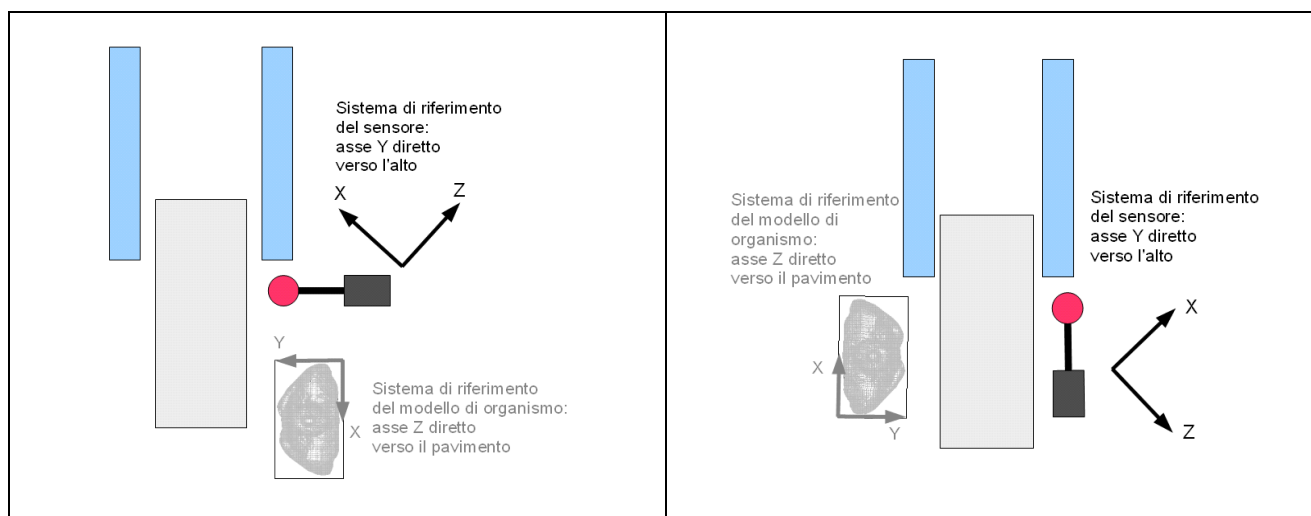 Sistema di riferimento
del sensore:
asse Y diretto
verso l'alto
X
Z
Y
Sistema di riferimento
del modello di organismo:
asse Z diretto
verso il pavimento
X
Sistema di riferimento
del modello di
organismo:
asse Z diretto
verso il pavimento
Sistema di riferimento
del sensore:
asse Y diretto
verso l'alto
X
X
Y
Z